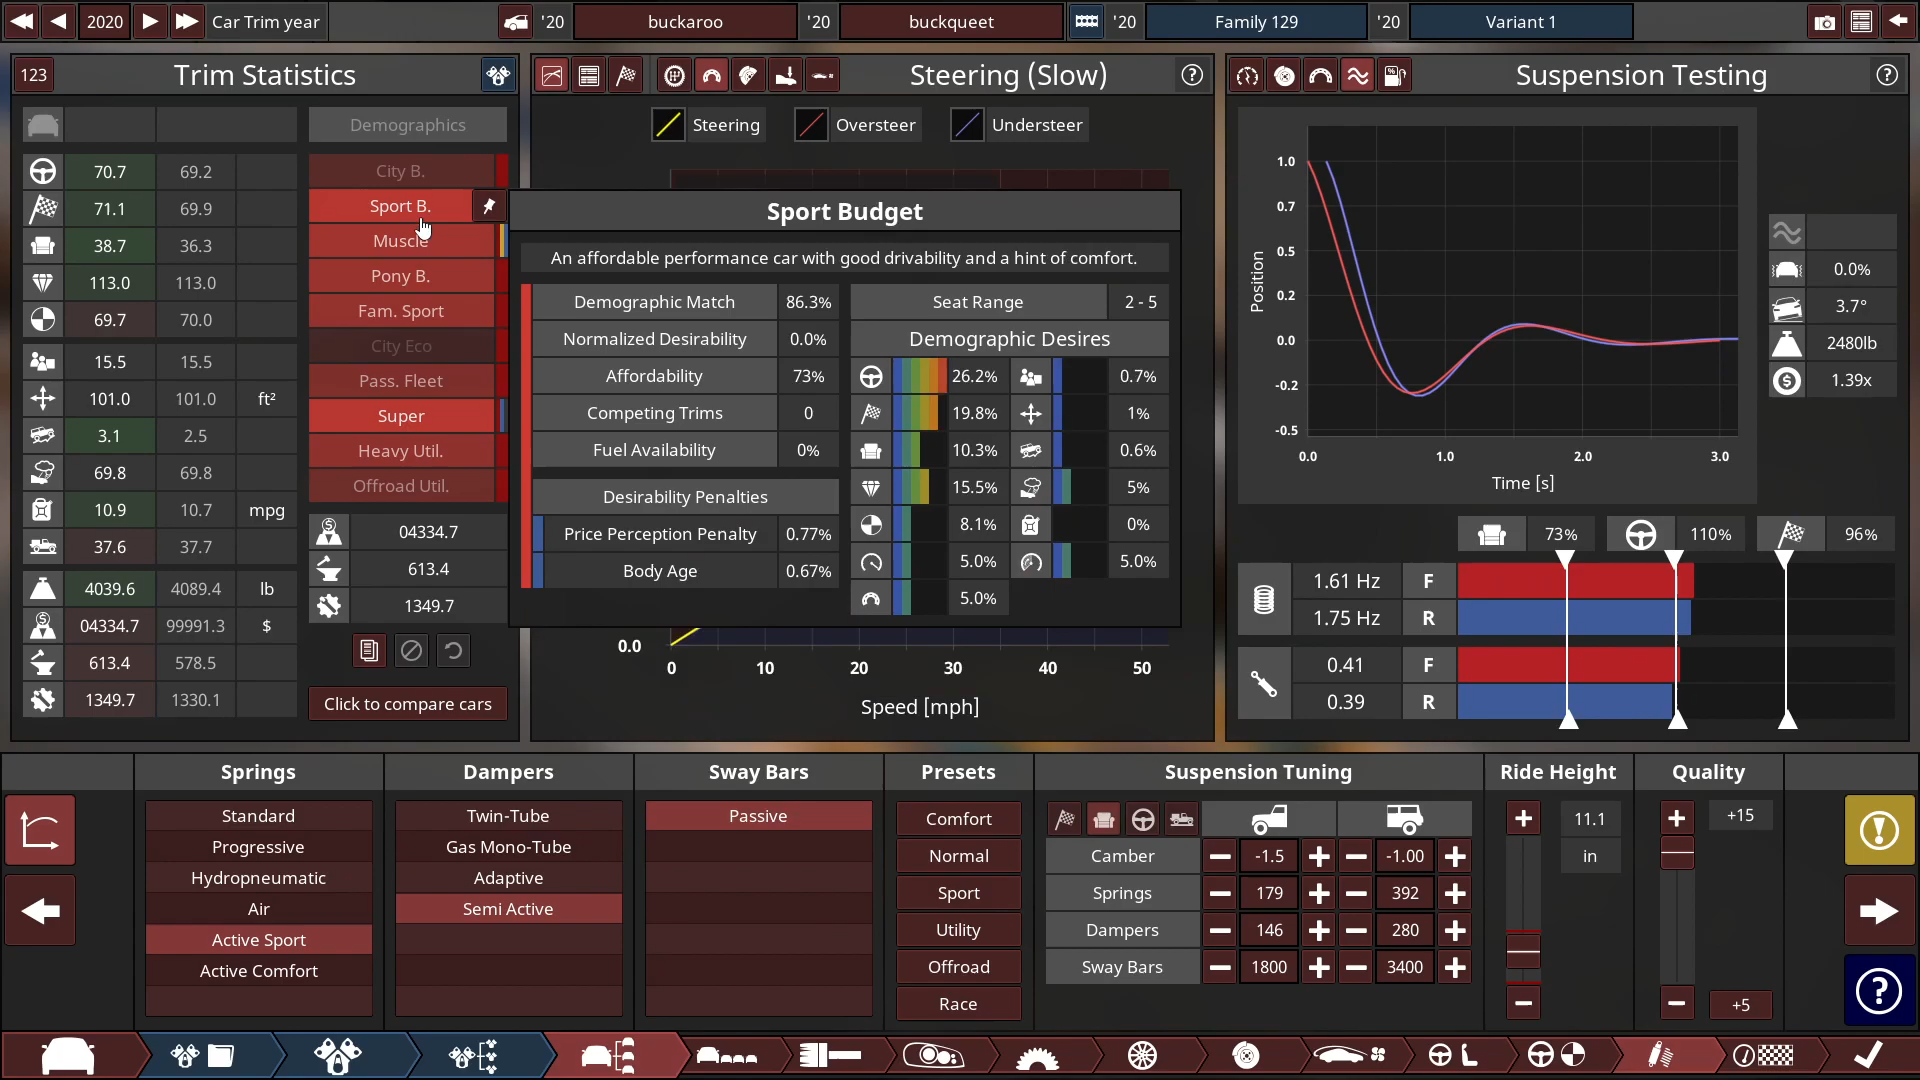 2020
Car Trim year
'20
buckaroo
'20
buckqueet
'20
Family 129
'20
Variant 1
123
Trim Statistics
70.7 69.2
71.1 69.9
38.7 36.3
113.0 113.0
69.7 70.0
15.5 15.5
101.0 101.0 ft²
3.1 2.5
69.8 69.8
10.9 10.7 mpg
37.6 37.7
4039.6 4089.4 lb
04334.7 99991.3 $
613.4 578.5
1349.7 1330.1
Demographics
City B.
Sport B.
Muscle
Pony B.
Fam. Sport
City Eco
Pass. Fleet
Super
Heavy Util.
Offroad Util.
04334.7
613.4
1349.7
Click to compare cars
Steering (Slow)
Steering Oversteer Understeer
Sport Budget
An affordable performance car with good drivability and a hint of comfort.
Demographic Match 86.3%
Normalized Desirability 0.0%
Affordability 73%
Competing Trims 0
Fuel Availability 0%
Desirability Penalties
Price Perception Penalty 0.77%
Body Age 0.67%
Seat Range 2 - 5
Demographic Desires
26.2% 0.7%
19.8% 1%
10.3% 0.6%
15.5% 5%
8.1% 0%
5.0% 5.0%
5.0%
0.0
0 10 20 30 40 50
Speed [mph]
Suspension Testing
Position
1.0
0.7
0.5
0.2
0.0
-0.2
-0.5
0.0 1.0 2.0 3.0
Time [s]
0.0%
3.7°
2480lb
1.39x
73% 110% 96%
1.61 Hz F
1.75 Hz R
0.41 F
0.39 R
Springs
Standard
Progressive
Hydropneumatic
Air
Active Sport
Active Comfort
Dampers
Twin-Tube
Gas Mono-Tube
Adaptive
Semi Active
Sway Bars
Passive
Presets
Comfort
Normal
Sport
Utility
Offroad
Race
Suspension Tuning
Camber -1.5 -1.00
Springs 179 392
Dampers 146 280
Sway Bars 1800 3400
Ride Height
11.1
in
Quality
+15
+5